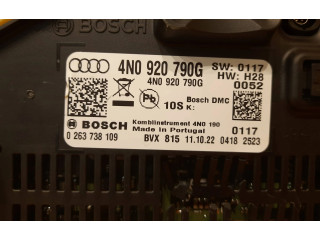 BOSCH
4N0 920 790G
4N0 920 790G
SW: 0117
HW: H28
0052
Pb
10S K:
Bosch DMC
BOSCH
Kombiinstrument 4N0 190
Made in Portugal
0117
0 263 738 109
BVX 815 11.10.22 0418 2523